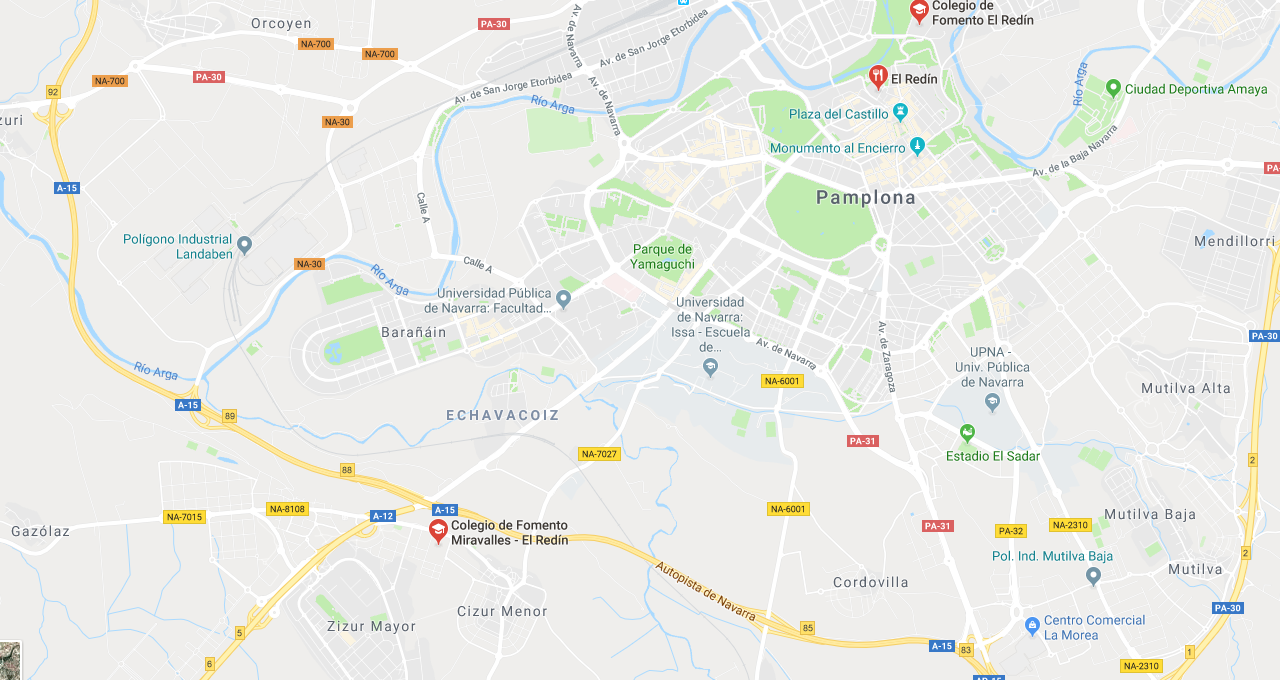 Orcoyen
PA-30
Av. de Navarra
Av. de San Jorge Etorbidea
Colegio de
Fomento El Redín
NA-700
NA-700
NA-700
PA-30
92
Av. de San Jorge Etorbidea
Río Arga
Av. de Navarra
El Redín
Río Arga
Ciudad Deportiva Amaya
zuri
NA-30
Plaza del Castillo
Monumento al Encierro
Av. de la Baja Navarra
PA-
A-15
Calle A
Pamplona
Polígono Industrial
Landaben
Parque de
Yamaguchi
Mendillorri
NA-30
Río Arga
Calle A
Universidad Pública
de Navarra: Facultad...
Universidad
de Navarra:
Issa - Escuela
de...
Barañáin
Av. de Navarra
Av. de Zaragoza
PA-30
UPNA -
Univ. Pública
de Navarra
Río Arga
NA-6001
Mutilva Alta
A-15
89
ECHAVACOIZ
PA-31
Estadio El Sadar
NA-7027
88
2
NA-7015
NA-8108
A-12
A-15
NA-6001
Mutilva Baja
Gazólaz
Colegio de Fomento
Miravalles - El Redín
PA-31
PA-32
NA-2310
Pol. Ind. Mutilva Baja
2
Mutilva
Autopista de Navarra
Cordovilla
Cizur Menor
PA-30
Zizur Mayor
5
85
Centro Comercial
La Morea
A-15
83
1
6
NA-2310
AP-15